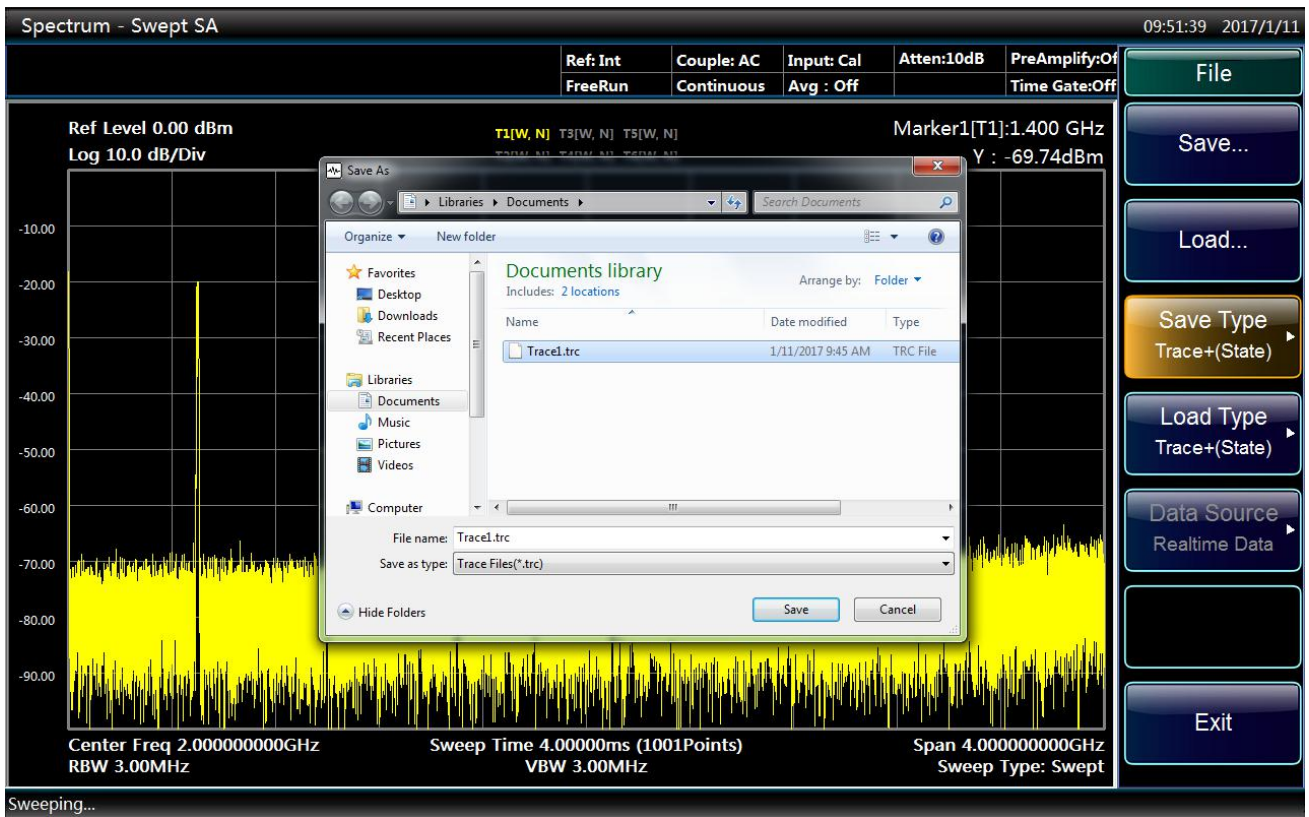 Spectrum - Swept SA
09:51:39 2017/1/11
Ref: Int
Couple: AC
Input: Cal
Atten:10dB
PreAmplify:Of
FreeRun
Continuous
Avg : Off
Time Gate:Off
File
Ref Level 0.00 dBm
Log 10.0 dB/Div
T1[W, N] T3[W, N] T5[W, N]
Marker1[T1]:1.400 GHz
Y : -69.74dBm
-10.00
-20.00
-30.00
-40.00
-50.00
-60.00
-70.00
-80.00
-90.00
Save As
Libraries
Documents
Search Documents
Organize
New folder
Favorites
Desktop
Downloads
Recent Places
Libraries
Documents
Music
Pictures
Videos
Computer
Documents library
Includes: 2 locations
Arrange by: Folder
Name
Date modified
Type
Trace1.trc
1/11/2017 9:45 AM
TRC File
File name: Trace1.trc
Save as type: Trace Files(*.trc)
Hide Folders
Save
Cancel
Save...
Load...
Save Type
Trace+(State)
Load Type
Trace+(State)
Data Source
Realtime Data
Exit
Center Freq 2.000000000GHz
Sweep Time 4.00000ms (1001Points)
Span 4.000000000GHz
RBW 3.00MHz
VBW 3.00MHz
Sweep Type: Swept
Sweeping...